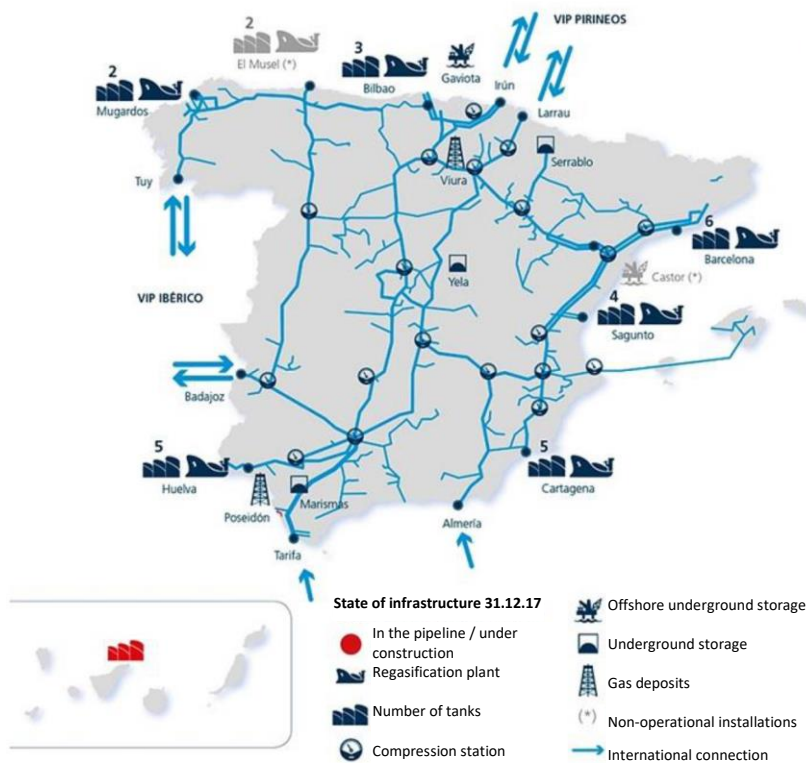 2
El Musel (*)
VIP PIRINEOS
3
Bilbao
Gaviota
Irún
Larrau
2
Mugardos
Viura
Serrablo
Tuy
6
Barcelona
Castor (*)
Yela
4
Sagunto
VIP IBÉRICO
Badajoz
5
Huelva
Poseidón
Marismas
5
Cartagena
Almería
Tarifa
State of infrastructure 31.12.17
In the pipeline / under
construction
Regasification plant
Number of tanks
Compression station
Offshore underground storage
Underground storage
Gas deposits
(*) Non-operational installations
International connection